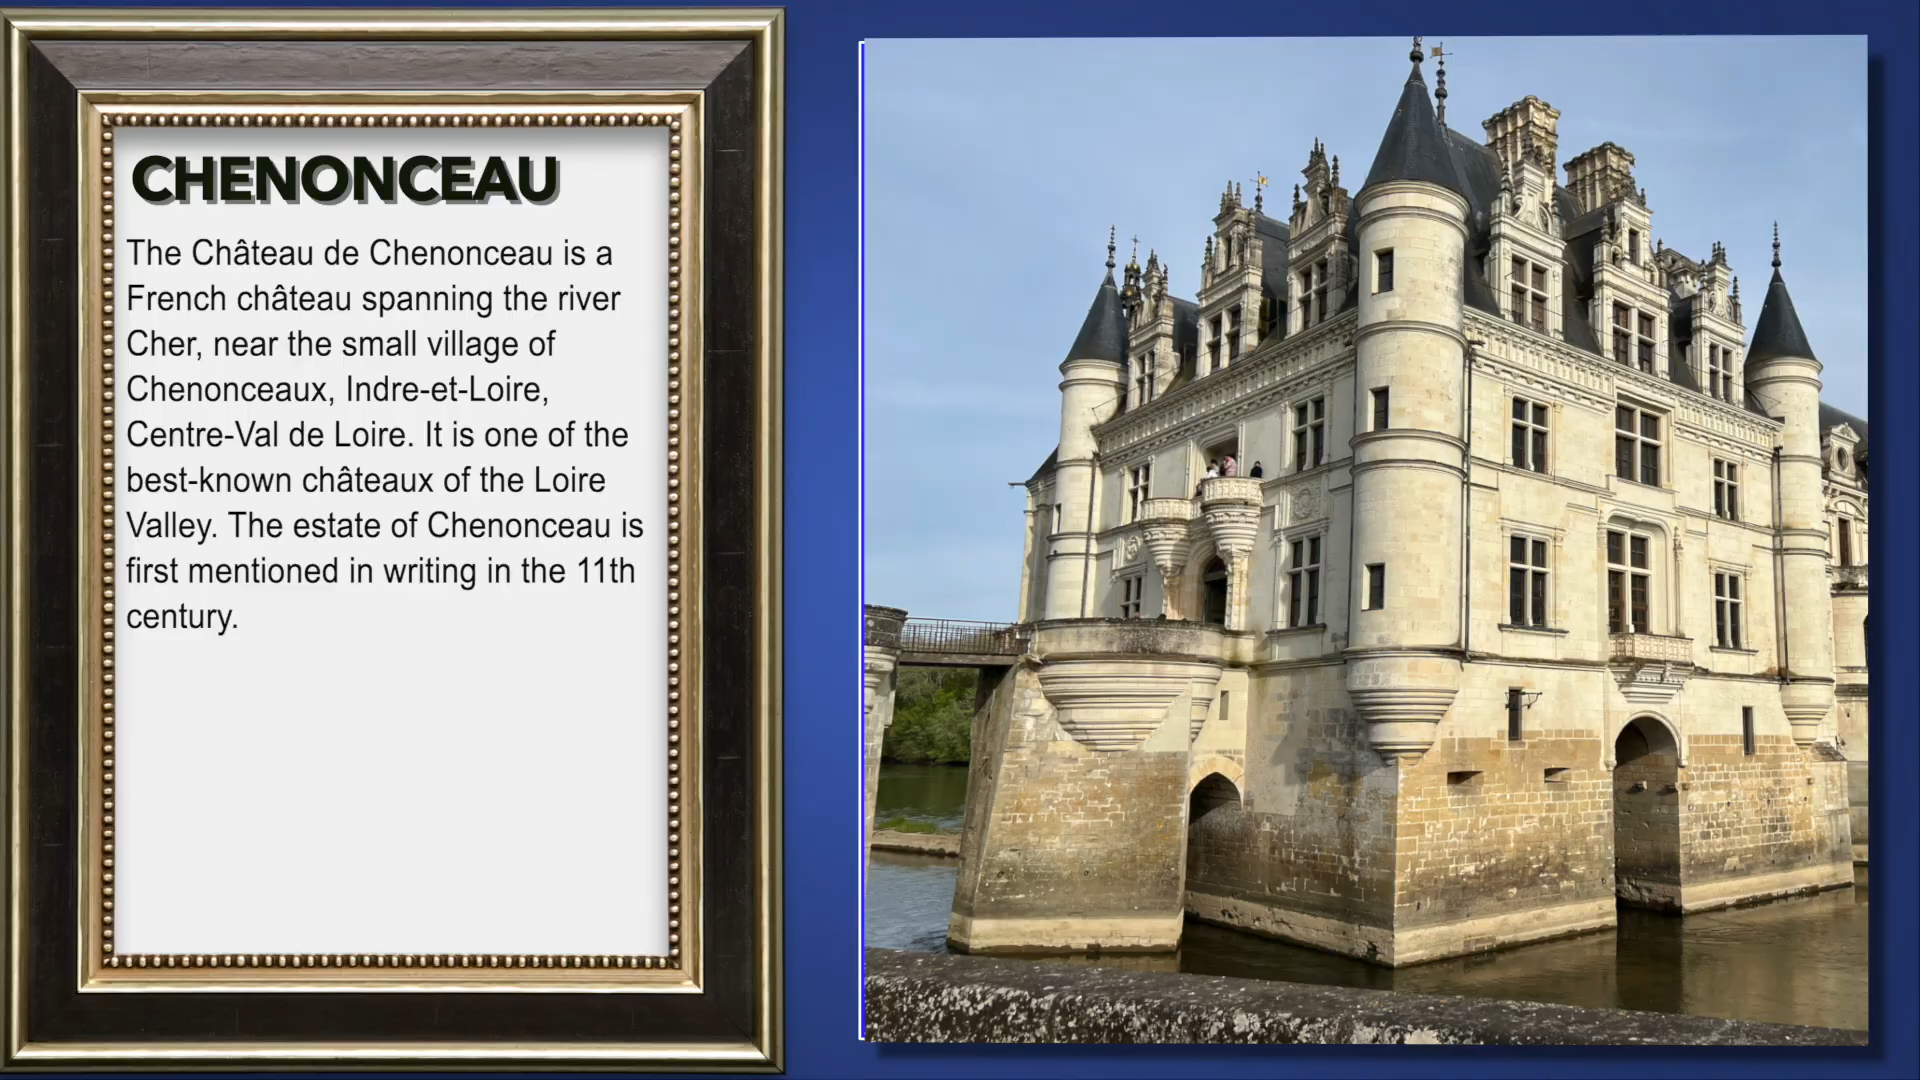 CHENONCEAU
The Château de Chenonceau is a
French château spanning the river
Cher, near the small village of
Chenonceaux, Indre-et-Loire,
Centre-Val de Loire. It is one of the
best-known châteaux of the Loire
Valley. The estate of Chenonceau is
first mentioned in writing in the 11th
century.